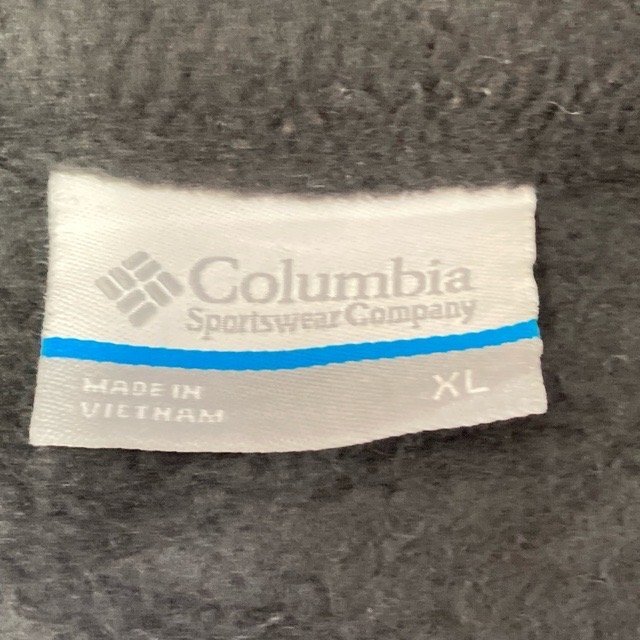 Columbia
Sportswear Company
MADE IN
VIETNAM
XL